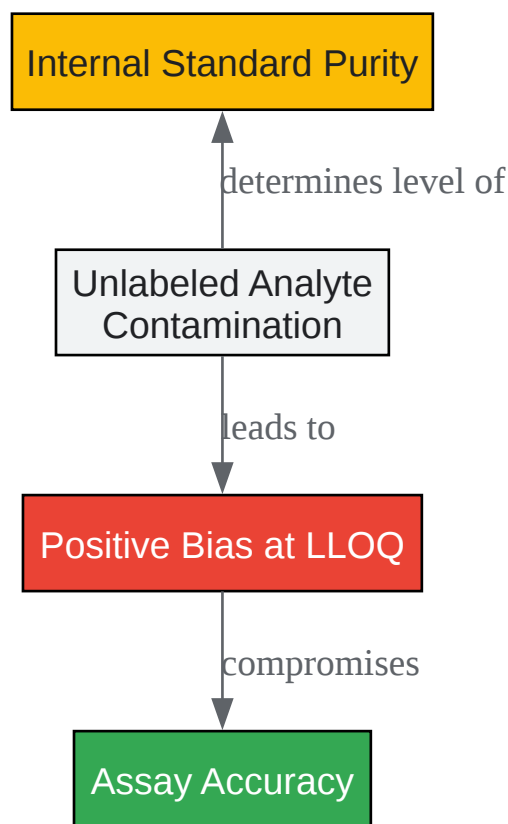 Internal Standard Purity
determines level of
Unlabeled Analyte
Contamination
leads to
Positive Bias at LLOQ
compromises
Assay Accuracy